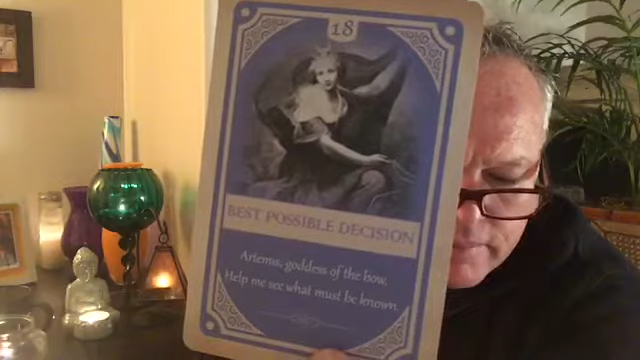 18
BEST POSSIBLE DECISION
Artemis, goddess of the bow,
Help me see what must be known.